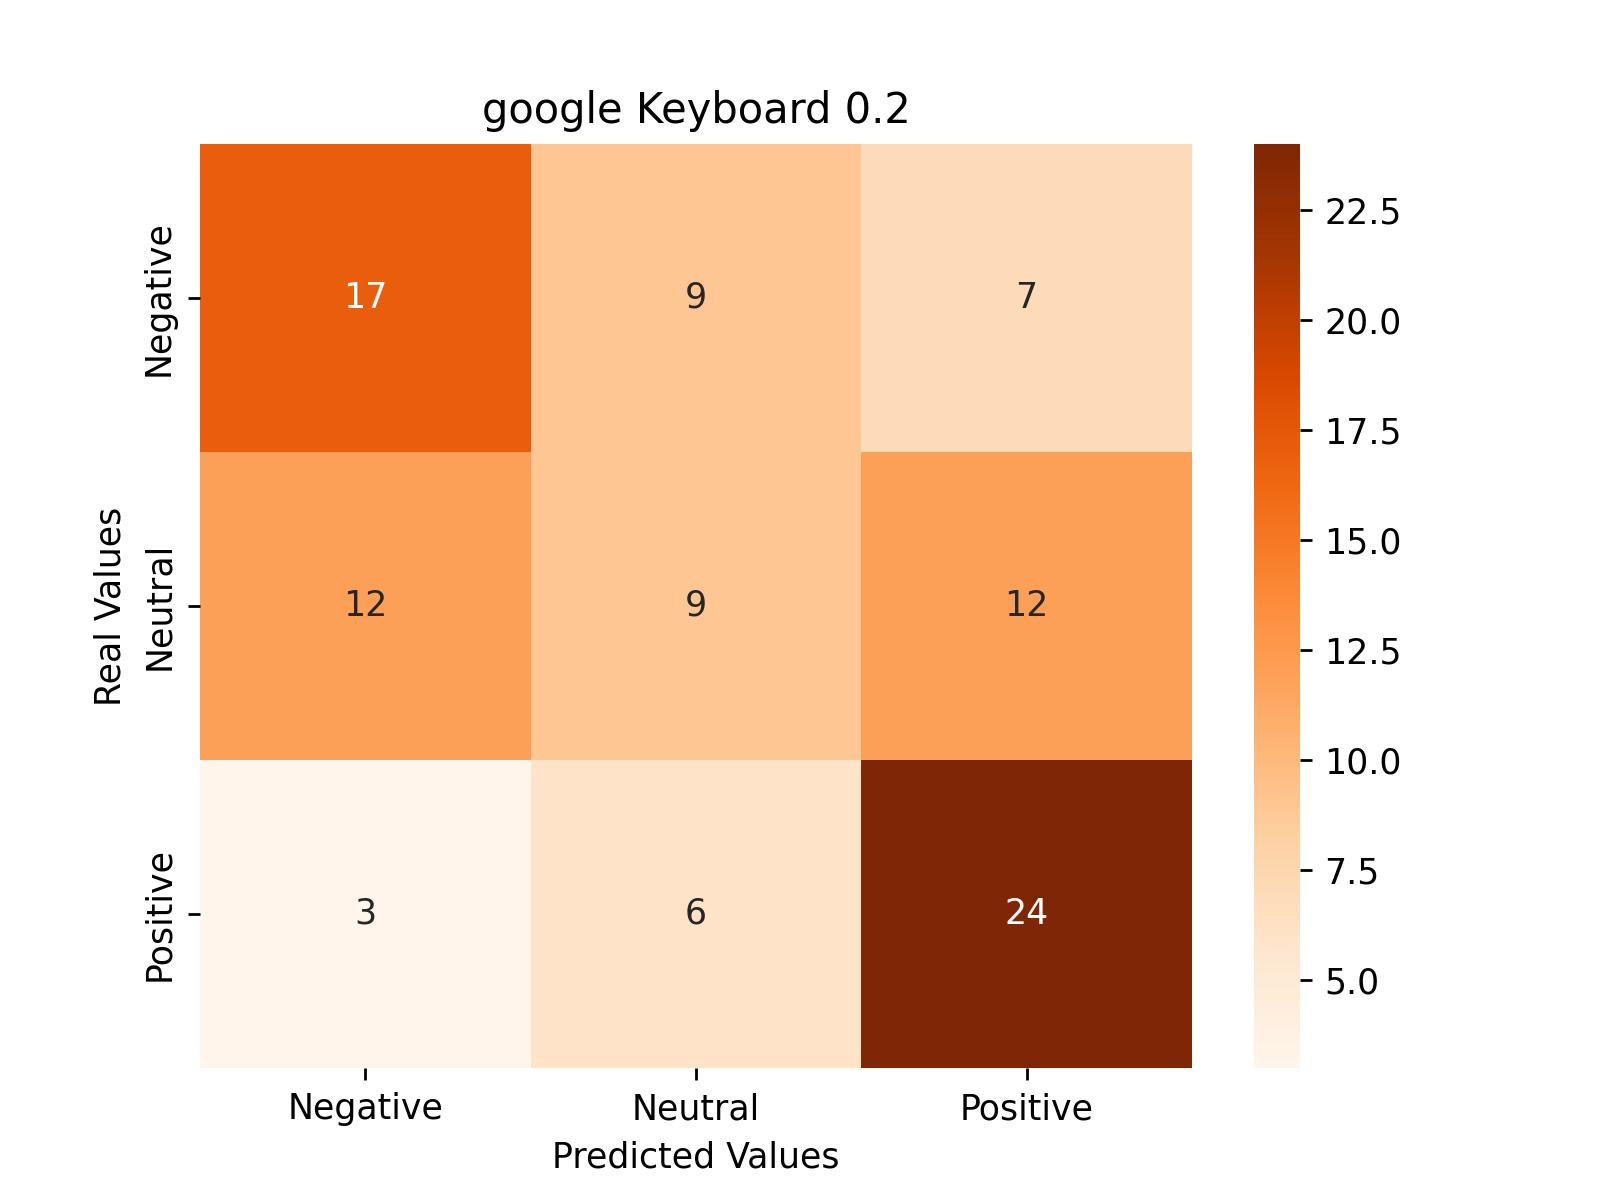 google Keyboard 0.2
Negative
17 9 7
22.5
20.0
17.5
Real Values
Neutral
12 9 12
15.0
12.5
10.0
Positive
3 6 24
7.5
5.0
Negative Neutral Positive
Predicted Values